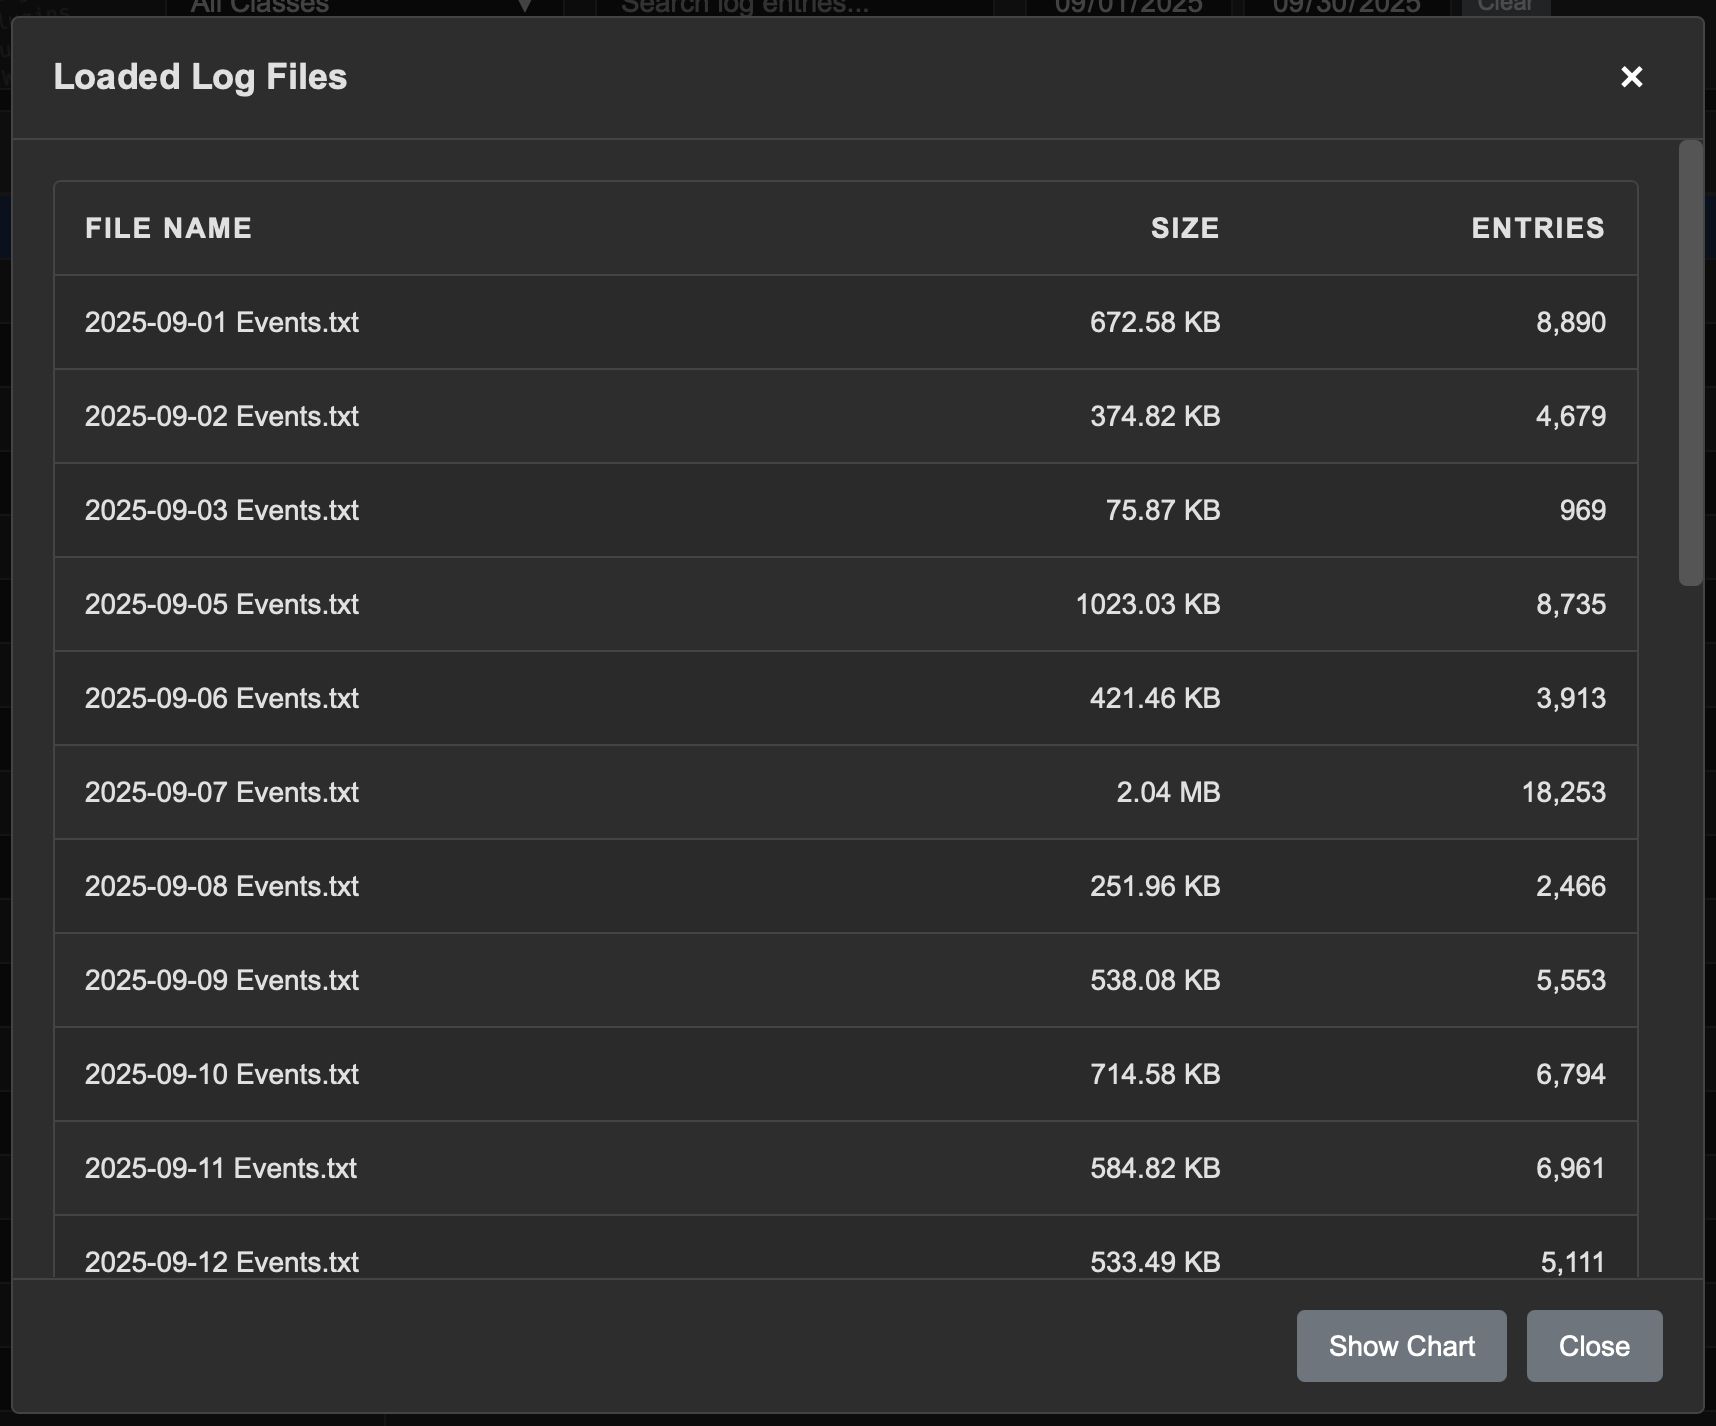 All Classes ▼ Search log entries... 09/01/2025 09/30/2025 Clear
Loaded Log Files ×
FILE NAME SIZE ENTRIES
2025-09-01 Events.txt 672.58 KB 8,890
2025-09-02 Events.txt 374.82 KB 4,679
2025-09-03 Events.txt 75.87 KB 969
2025-09-05 Events.txt 1023.03 KB 8,735
2025-09-06 Events.txt 421.46 KB 3,913
2025-09-07 Events.txt 2.04 MB 18,253
2025-09-08 Events.txt 251.96 KB 2,466
2025-09-09 Events.txt 538.08 KB 5,553
2025-09-10 Events.txt 714.58 KB 6,794
2025-09-11 Events.txt 584.82 KB 6,961
2025-09-12 Events.txt 533.49 KB 5,111
Show Chart Close